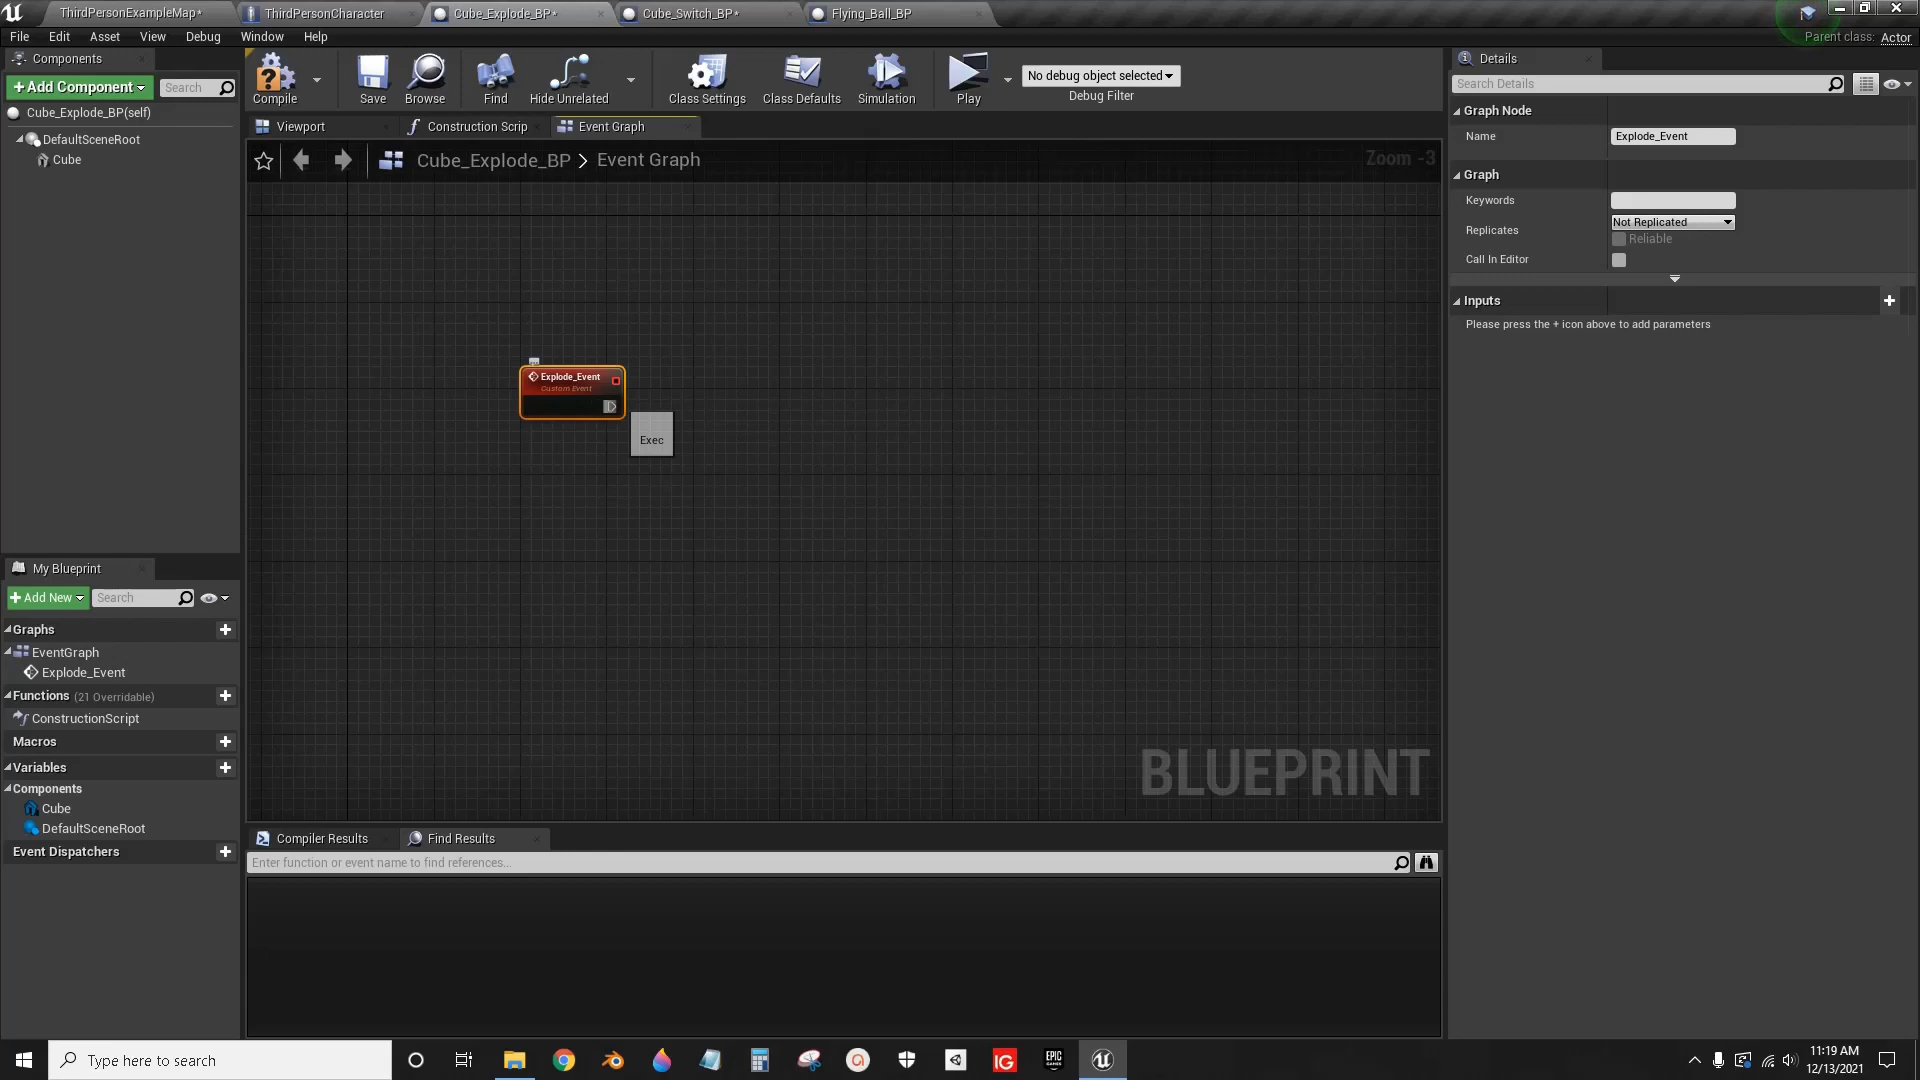 ThirdPersonExampleMap*
ThirdPersonCharacter
Cube_Explode_BP*
Cube_Switch_BP*
Flying_Ball_BP
File
Edit
Asset
View
Debug
Window
Help
Parent class: Actor
Components
+Add Component
Search
Cube_Explode_BP(self)
DefaultSceneRoot
Cube
Compile
Save
Browse
Find
Hide Unrelated
Class Settings
Class Defaults
Simulation
Play
No debug object selected
Debug Filter
Viewport
Construction Scrip
Event Graph
Cube_Explode_BP > Event Graph
Zoom -3
Explode_Event
Custom Event
Exec
BLUEPRINT
Details
Search Details
Graph Node
Name
Explode_Event
Graph
Keywords
Replicates
Not Replicated
Reliable
Call In Editor
Inputs
Please press the + icon above to add parameters
My Blueprint
+Add New
Search
Graphs
EventGraph
Explode_Event
Functions (21 Overridable)
ConstructionScript
Macros
Variables
Components
Cube
DefaultSceneRoot
Event Dispatchers
Compiler Results
Find Results
Enter function or event name to find references...
Type here to search
IG
EPIC
GAMES
11:19 AM
12/13/2021